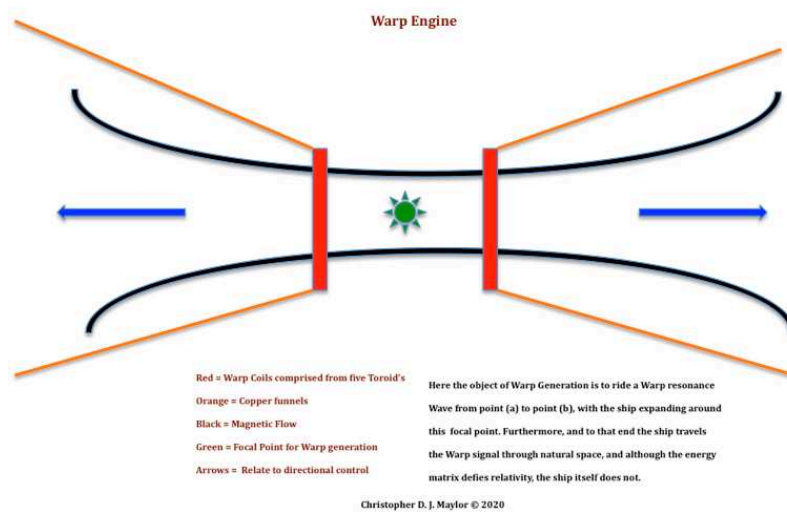 Warp Engine
Red = Warp Coils comprised from five Toroid's
Orange = Copper funnels
Black = Magnetic Flow
Green = Focal Point for Warp generation
Arrows = Relate to directional control
Here the object of Warp Generation is to ride a Warp resonance
Wave from point (a) to point (b), with the ship expanding around
this focal point. Furthermore, and to that end the ship travels
the Warp signal through natural space, and although the energy
matrix defies relativity, the ship itself does not.
Christopher D. J. Maylor © 2020